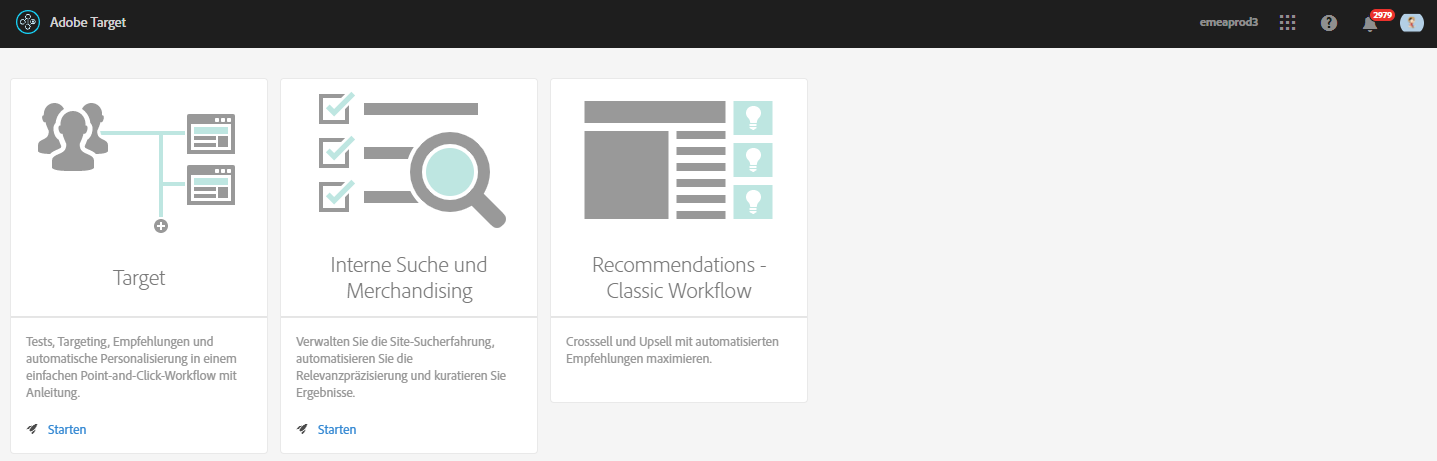 Adobe Target
emeaprod3
2979
Target
Tests, Targeting, Empfehlungen und
automatische Personalisierung in einem
einfachen Point-and-Click-Workflow mit
Anleitung.
Starten
Interne Suche und
Merchandising
Verwalten Sie die Site-Sucherfahrung,
automatisieren Sie die
Relevanzpräzisierung und kuratieren Sie
Ergebnisse.
Starten
Recommendations -
Classic Workflow
Crosssell und Upsell mit automatisierten
Empfehlungen maximieren.